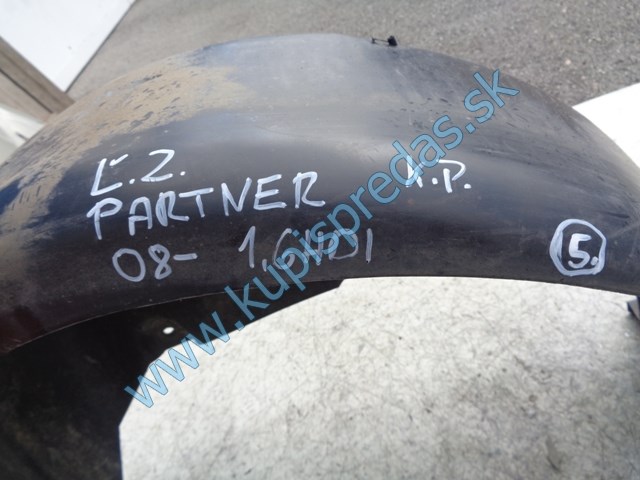 Ľ.Z. K.P.
PARTNER
08- 1,6HDI
5.
www.kupispredas.sk